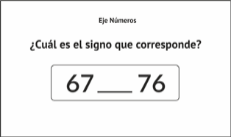 Eje Números
¿Cuál es el signo que corresponde?
67 ___ 76